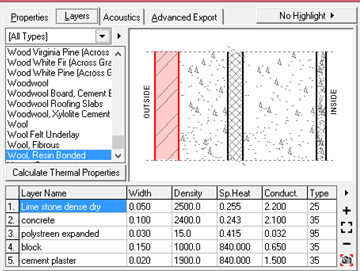 Properties Layers Acoustics Advanced Export No Highlight
[All Types]
Wood Virginia Pine (Across
Wood White Fir (Across Gra
Wood White Pine (Across G
Woodwool
Woodwool Board, Cement B
Woodwool Roofing Slabs
Woodwool, Xylolite Cement
Wool
Wool Felt Underlay
Wool, Fibrous
Wool, Resin Bonded
Calculate Thermal Properties
OUTSIDE
INSIDE
Layer Name Width Density Sp.Heat Conduct. Type
1. Lime stone dense dry 0.050 2500.0 0.255 2.200 25
2. concrete 0.100 2400.0 0.243 2.100 35
3. polystreen expanded 0.030 15.0 0.415 0.032 95
4. block 0.150 1000.0 840.000 0.650 35
5. cement plaster 0.020 1900.0 840.000 1.500 35